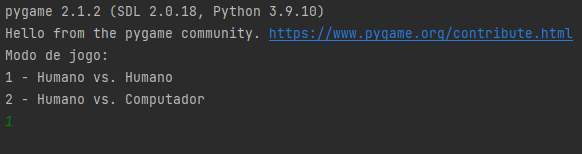 pygame 2.1.2 (SDL 2.0.18, Python 3.9.10)
Hello from the pygame community. https://www.pygame.org/contribute.html
Modo de jogo:
1 - Humano vs. Humano
2 - Humano vs. Computador
1